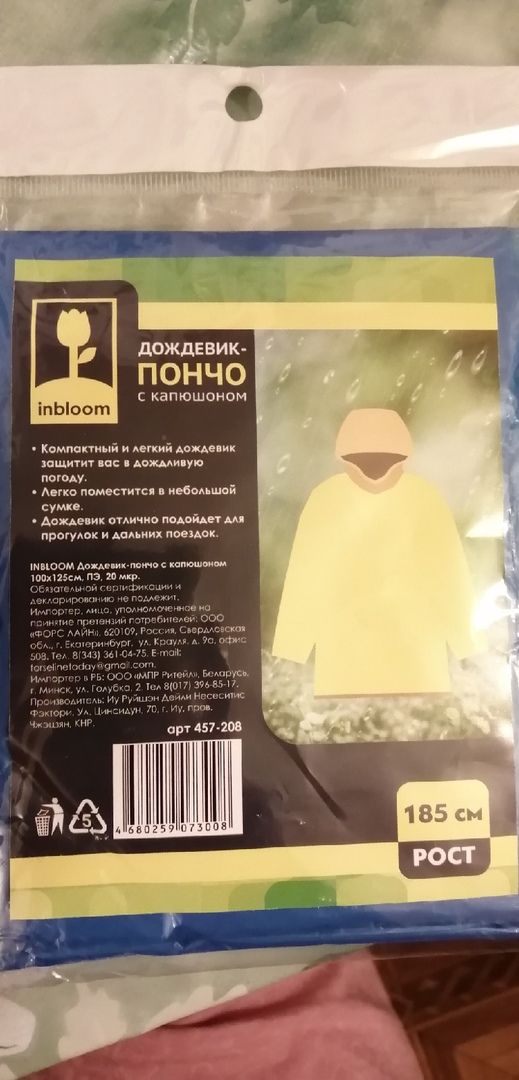 inbloom
ДОЖДЕВИК-
ПОНЧО
С КАПЮШОНОМ
• Компактный и легкий дождевик
защитит вас в дождливую
погоду.
• Легко поместится в небольшой
сумке.
• Дождевик отлично подойдет для
прогулок и дальних поездок.
INBLOOM Дождевик-пончо с капюшоном
100х125см, ПЭ, 20 мкр.
Обязательной сертификации и
декларированию не подлежит.
Импортер, лицо, уполномоченное на
принятие претензий потребителей: ООО
«ФОРС ЛАЙН», 620109, Россия, Свердловская
обл., г. Екатеринбург, ул. Крауля, д. 9а, офис
508. Тел. 8(343) 361-04-75. E-mail:
forselinetoday@gmail.com.
Импортер в РБ: ООО «МПР Ритейл», Беларусь,
г. Минск, ул. Голубка, 2. Тел 8(017) 396-85-17.
Производитель: Иу Руйшэн Дейли Несеситис
Фэктори. Ул. Цинсидун, 70, г. Иу, пров.
Чжэцзян, КНР.
арт 457-208
5
4 680259 073008
185 см
РОСТ